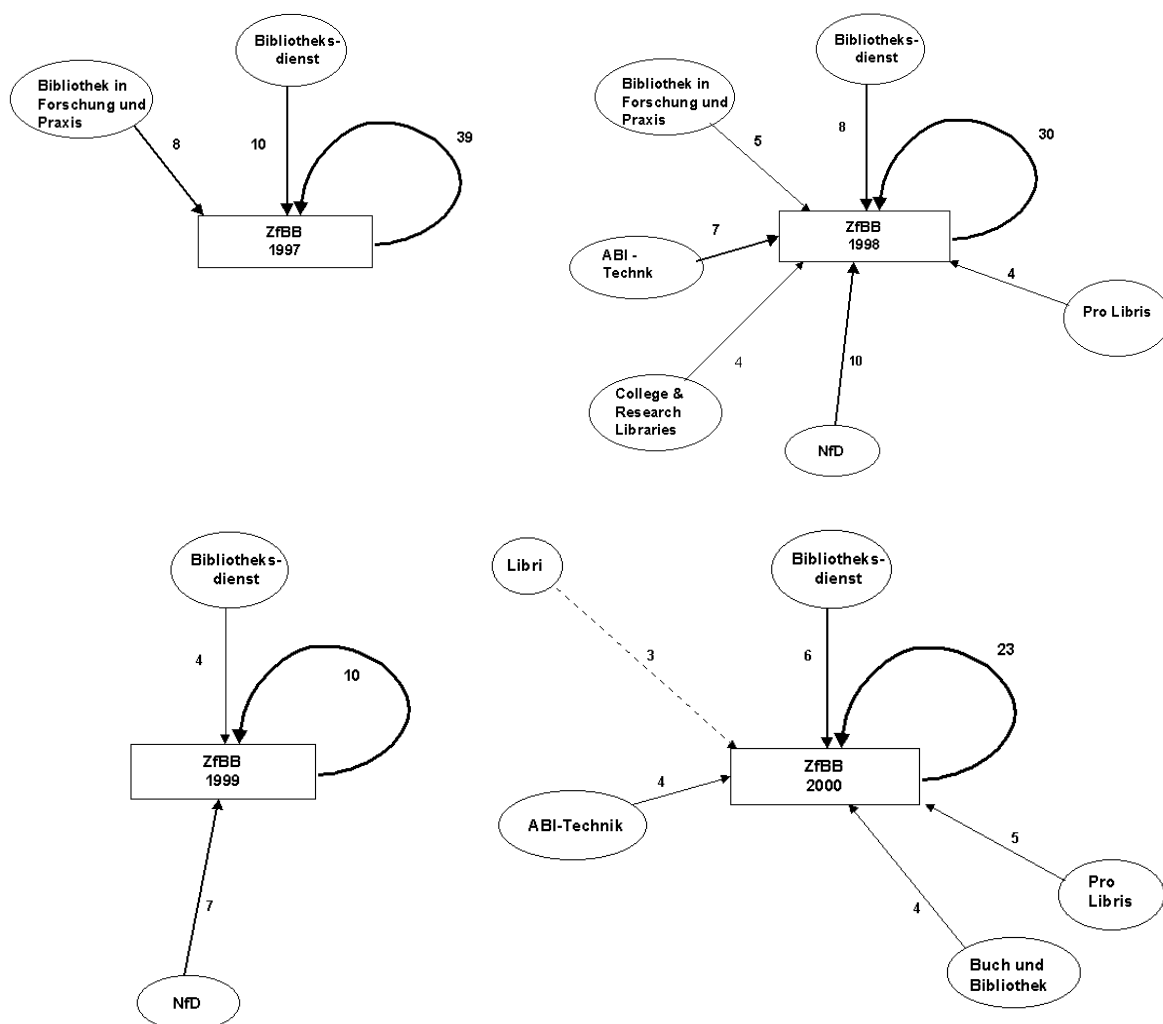 Bibliotheks-
dienst
Bibliothek in
Forschung und
Praxis
8
10
39
ZfBB
1997
Bibliotheks-
dienst
Bibliothek in
Forschung und
Praxis
5
8
30
ZfBB
1998
7
ABI -
Technk
4
Pro Libris
4
10
College &
Research
Libraries
NfD
Bibliotheks-
dienst
4
10
ZfBB
1999
7
NfD
Libri
Bibliotheks-
dienst
3
6
23
ZfBB
2000
4
ABI-Technik
5
Pro
Libris
4
Buch und
Bibliothek